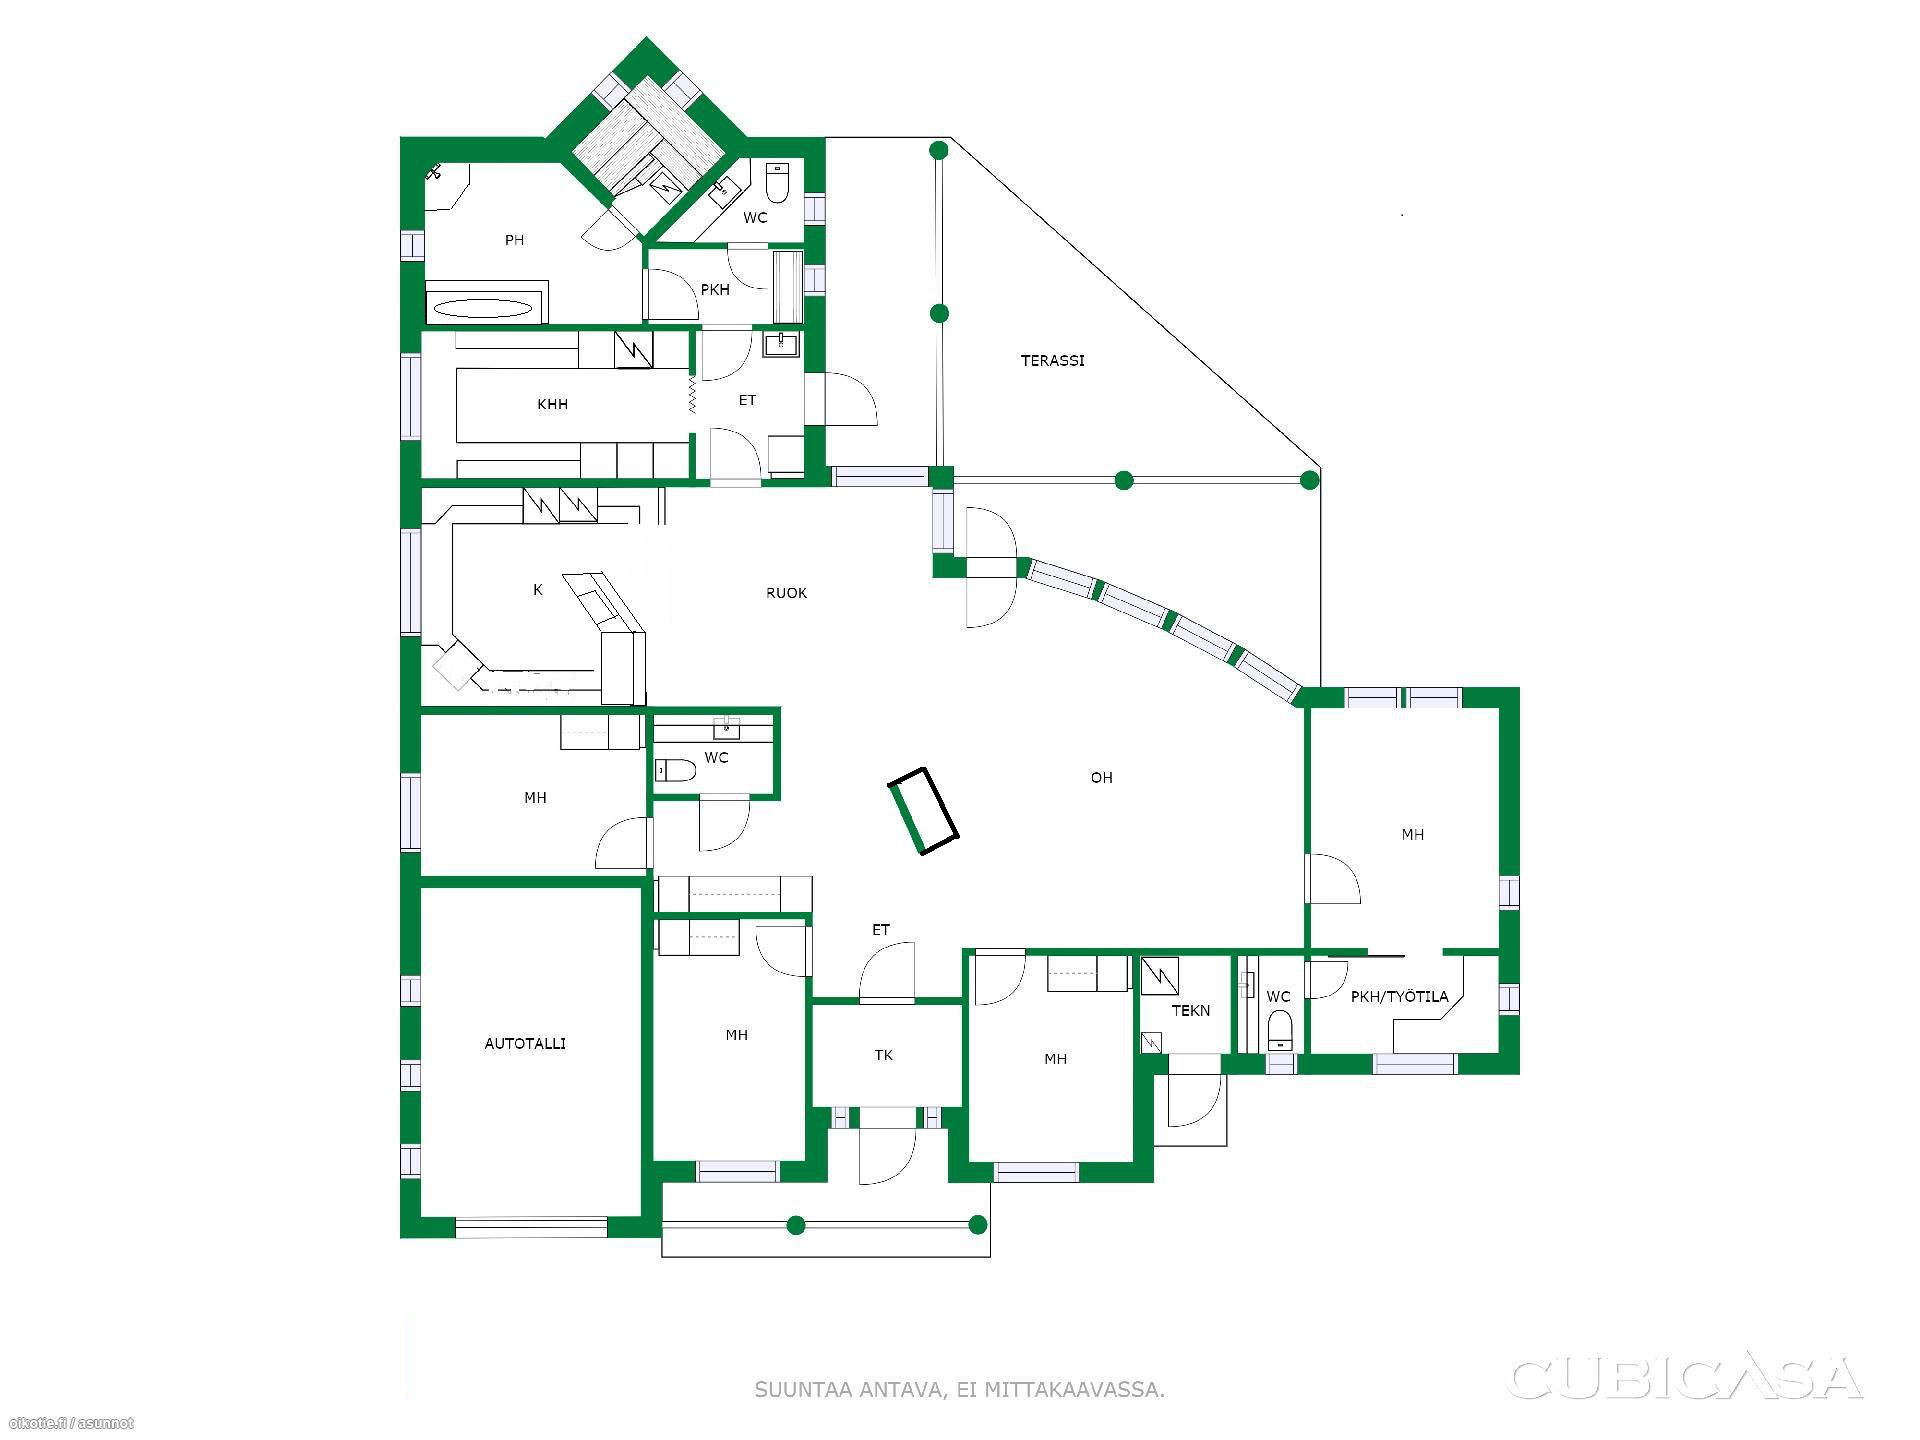 WC
PH
PKH
TERASSI
KHH
ET
K
RUOK
WC
OH
MH
MH
ET
PKH/TYÖTILA
WC
TEKN
MH
AUTOTALLI
TK
MH
SUUNTAA ANTAVA, EI MITTAKAAVASSA.
CUBICASA
oikotie.fi / asunnot